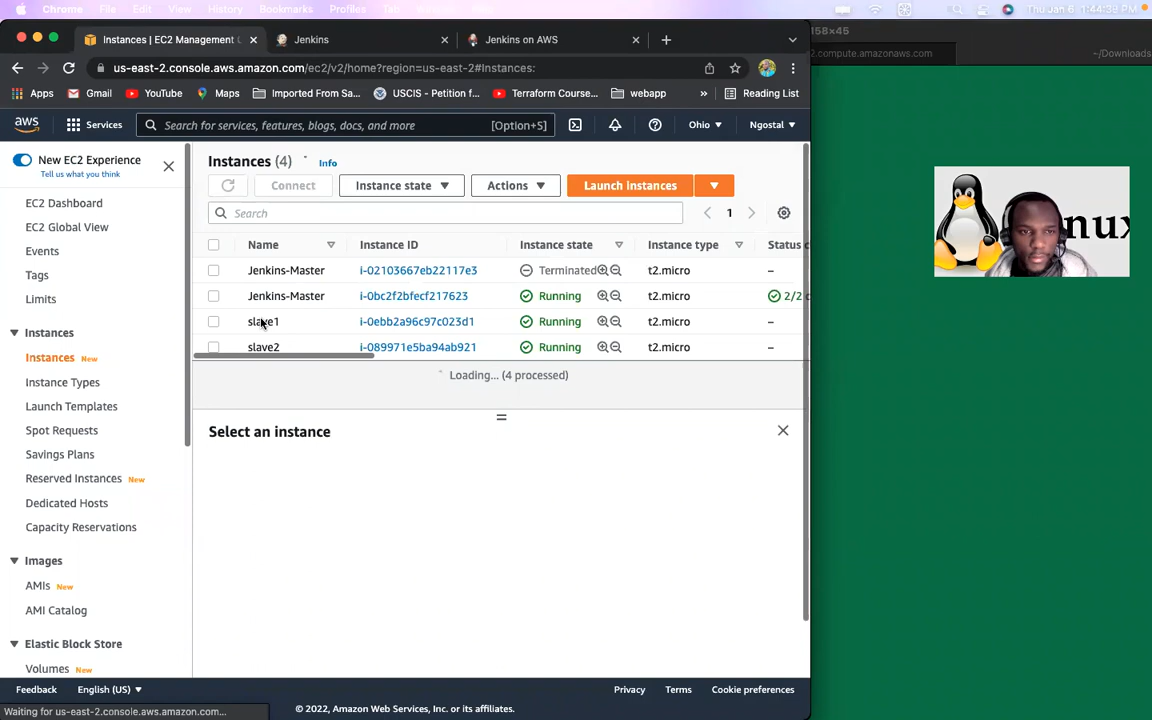 Chrome File Edit View History Bookmarks Profiles Tab
Thu Jan 6 1:44:39 PM
Instances | EC2 Management C
Jenkins
Jenkins on AWS
158×45
us-east-2.console.aws.amazon.com/ec2/v2/home?region=us-east-2#Instances:
2.compute.amazonaws.com
~/Downloads
Apps
Gmail
YouTube
Maps
Imported From Sa...
USCIS - Petition f...
Terraform Course...
webapp
»
Reading List
aws
Services
Search for services, features, blogs, docs, and more
[Option+S]
Ohio
Ngostal
New EC2 Experience
Tell us what you think
EC2 Dashboard
EC2 Global View
Events
Tags
Limits
Instances
Instances New
Instance Types
Launch Templates
Spot Requests
Savings Plans
Reserved Instances New
Dedicated Hosts
Capacity Reservations
Images
AMIs New
AMI Catalog
Elastic Block Store
Volumes New
Instances (4) Info
Connect
Instance state
Actions
Launch instances
Search
1
Name Instance ID Instance state Instance type Status c
Jenkins-Master i-02103667eb22117e3 Terminated t2.micro –
Jenkins-Master i-0bc2f2bfecf217623 Running t2.micro 2/2 c
slave1 i-0ebb2a96c97c023d1 Running t2.micro –
slave2 i-089971e5ba94ab921 Running t2.micro –
Loading... (4 processed)
Select an instance
nux
Feedback English (US) Privacy Terms Cookie preferences
Waiting for us-east-2.console.aws.amazon.com...
© 2022, Amazon Web Services, Inc. or its affiliates.